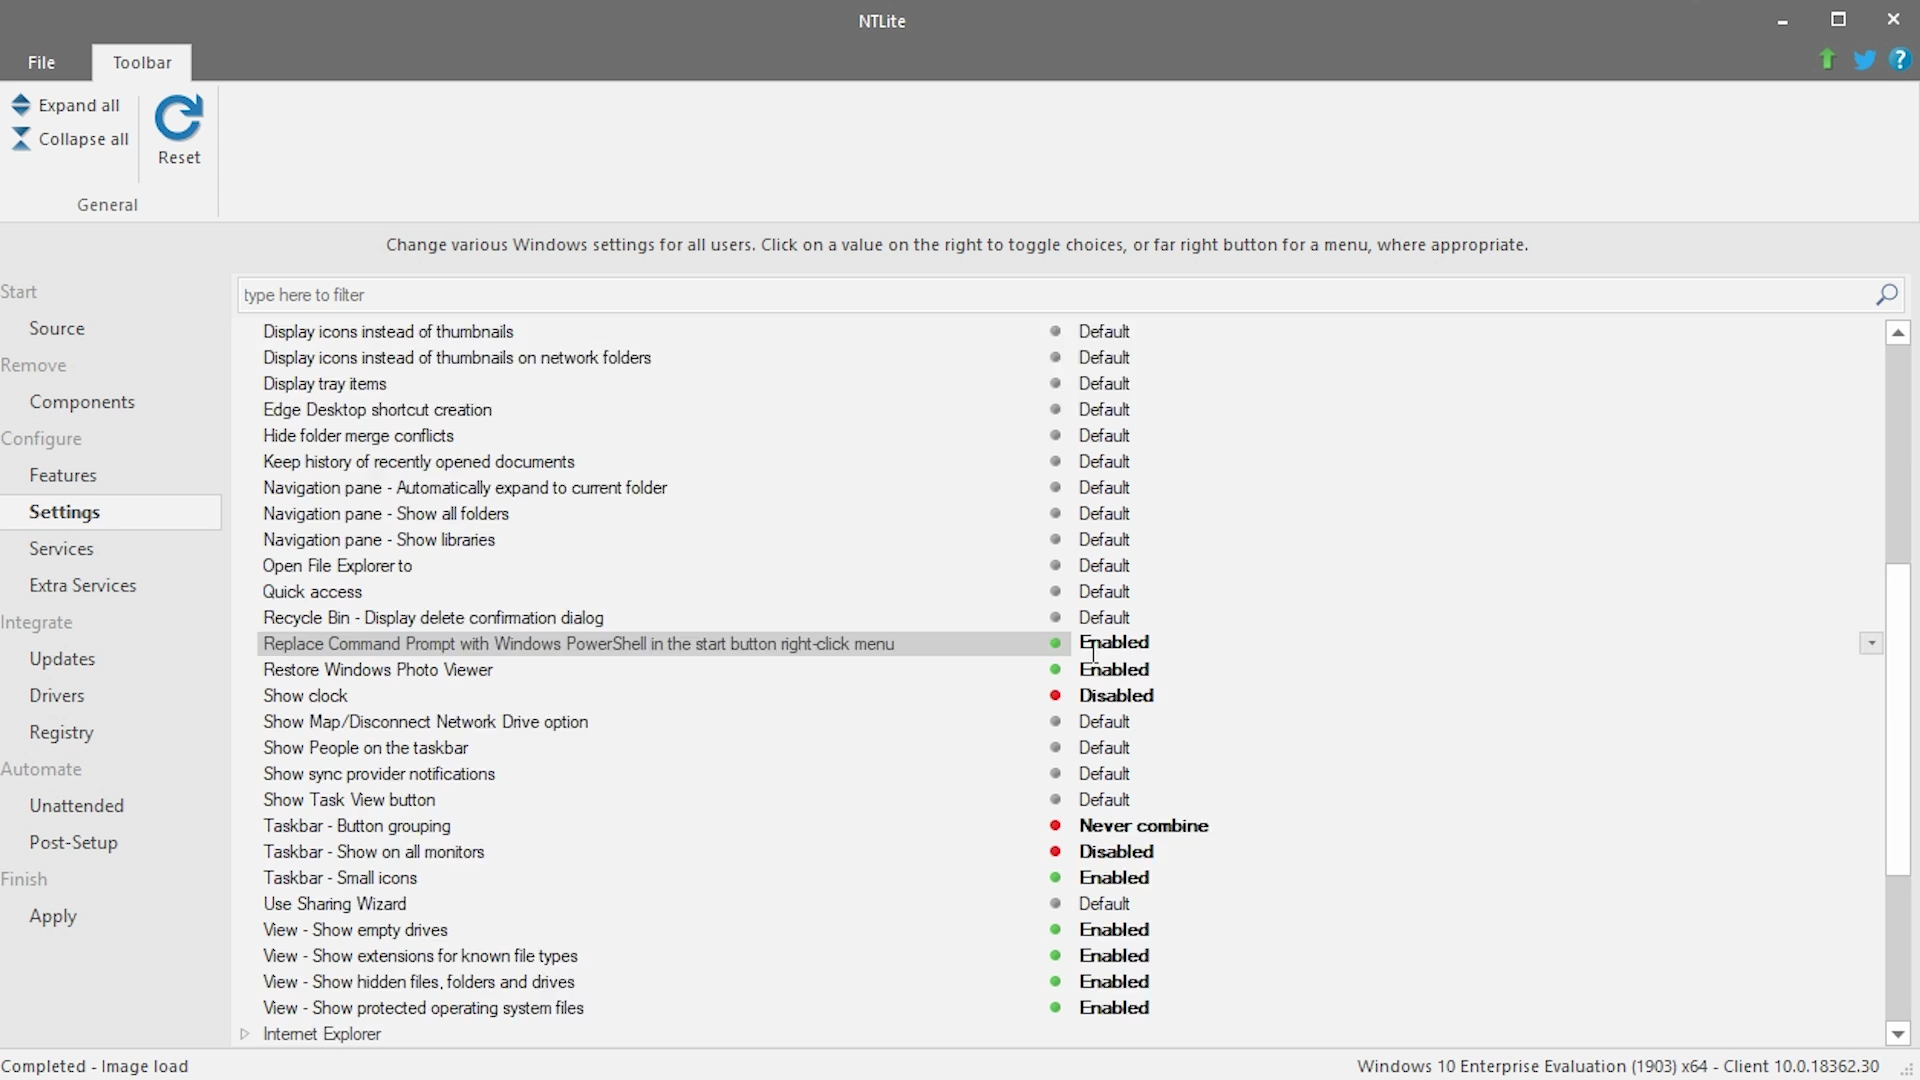 NTLite
File
Toolbar
Expand all
Collapse all
Reset
General
Change various Windows settings for all users. Click on a value on the right to toggle choices, or far right button for a menu, where appropriate.
Start
Source
Remove
Components
Configure
Features
Settings
Services
Extra Services
Integrate
Updates
Drivers
Registry
Automate
Unattended
Post-Setup
Finish
Apply
type here to filter
Display icons instead of thumbnails Default
Display icons instead of thumbnails on network folders Default
Display tray items Default
Edge Desktop shortcut creation Default
Hide folder merge conflicts Default
Keep history of recently opened documents Default
Navigation pane - Automatically expand to current folder Default
Navigation pane - Show all folders Default
Navigation pane - Show libraries Default
Open File Explorer to Default
Quick access Default
Recycle Bin - Display delete confirmation dialog Default
Replace Command Prompt with Windows PowerShell in the start button right-click menu Enabled
Restore Windows Photo Viewer Enabled
Show clock Disabled
Show Map/Disconnect Network Drive option Default
Show People on the taskbar Default
Show sync provider notifications Default
Show Task View button Default
Taskbar - Button grouping Never combine
Taskbar - Show on all monitors Disabled
Taskbar - Small icons Enabled
Use Sharing Wizard Default
View - Show empty drives Enabled
View - Show extensions for known file types Enabled
View - Show hidden files, folders and drives Enabled
View - Show protected operating system files Enabled
Internet Explorer
Completed - Image load
Windows 10 Enterprise Evaluation (1903) x64 - Client 10.0.18362.30